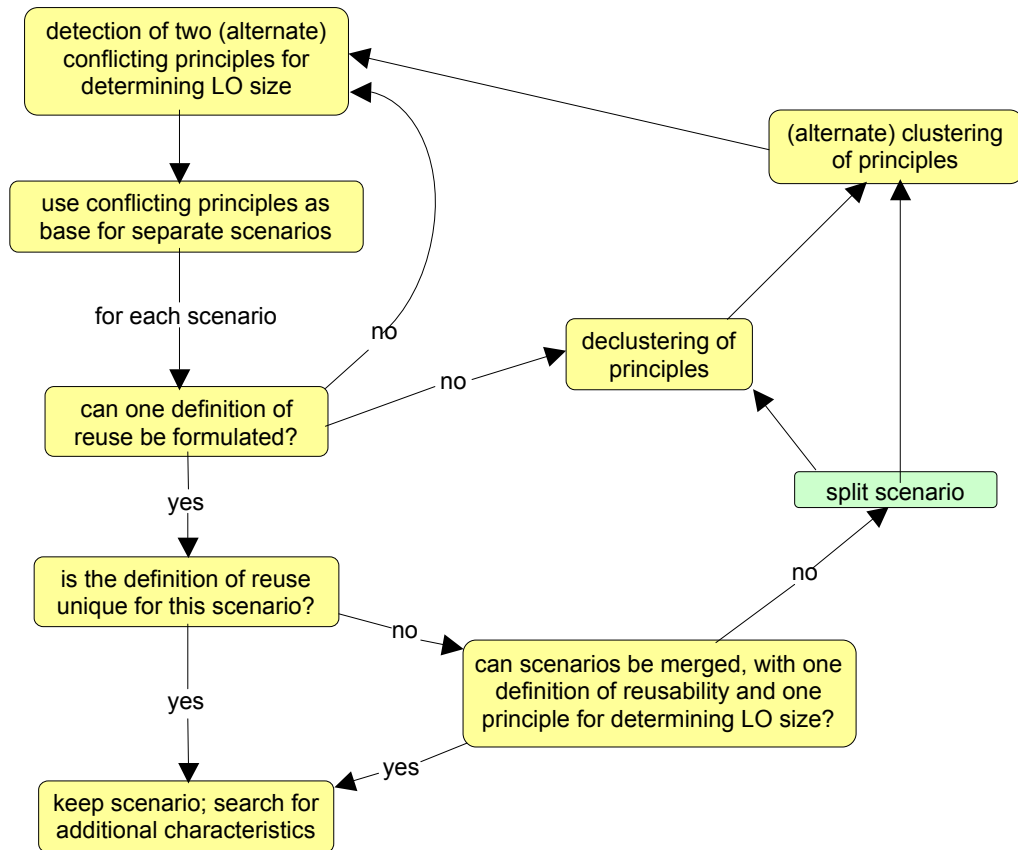 detection of two (alternate)
conflicting principles for
determining LO size
(alternate) clustering
of principles
use conflicting principles as
base for separate scenarios
for each scenario
no
declustering of
principles
no
can one definition of
reuse be formulated?
split scenario
yes
is the definition of reuse
unique for this scenario?
no
no
can scenarios be merged, with one
definition of reusability and one
principle for determining LO size?
yes
yes
keep scenario; search for
additional characteristics